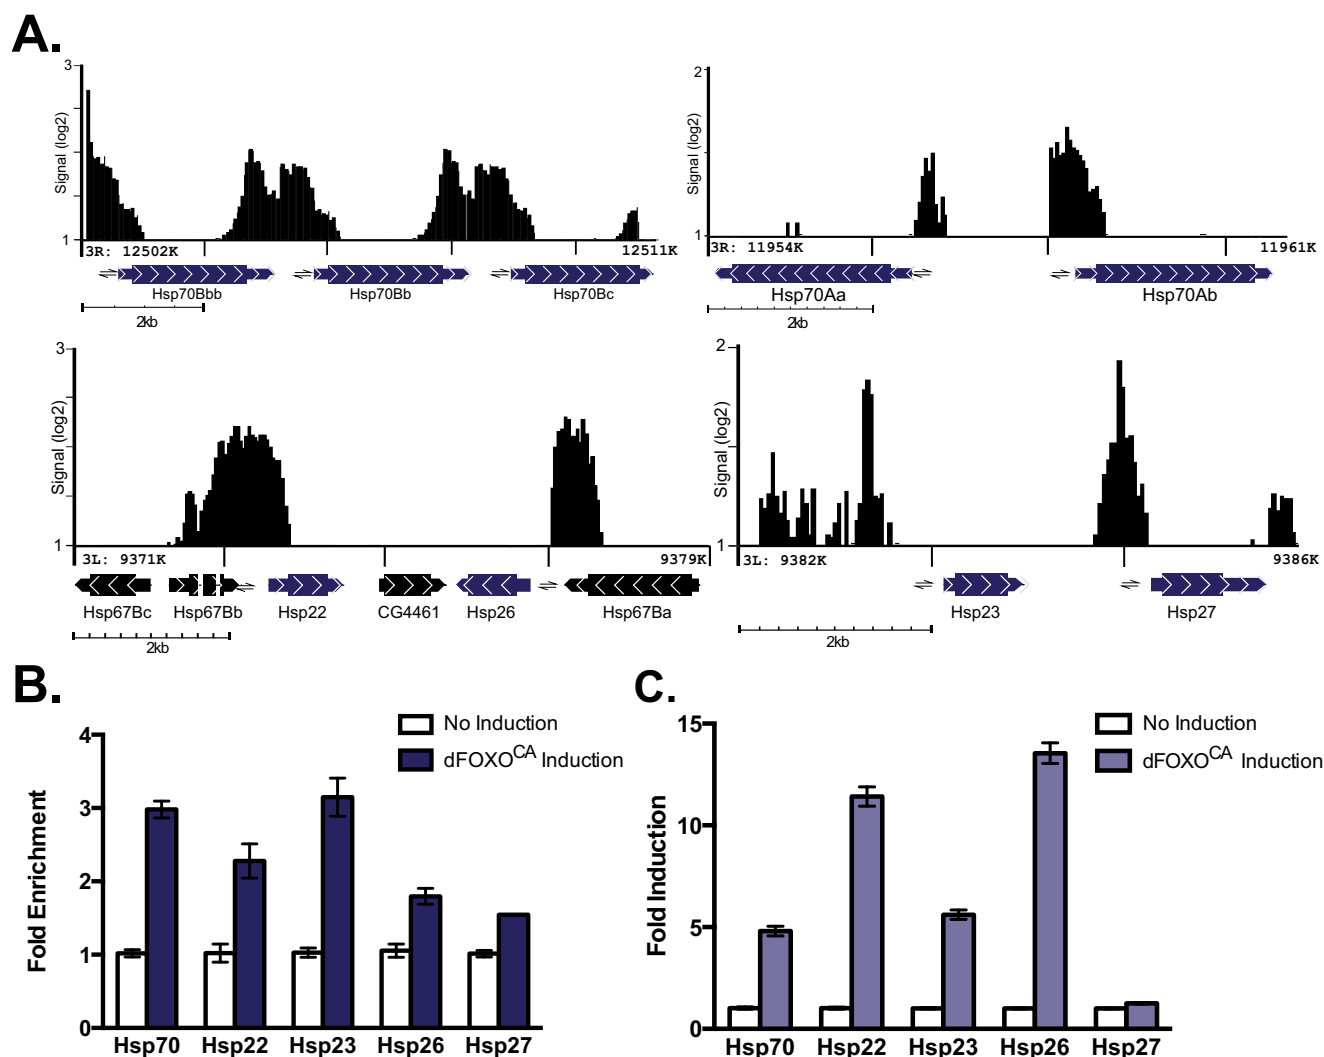 A.
3
Signal (log2)
1
3R: 12502K
12511K
Hsp70Bbb
Hsp70Bb
Hsp70Bc
2kb
2
Signal (log2)
1
3R: 11954K
11961K
Hsp70Aa
Hsp70Ab
2kb
3
Signal (log2)
1
3L: 9371K
9379K
Hsp67Bc
Hsp67Bb
Hsp22
CG4461
Hsp26
Hsp67Ba
2kb
2
Signal (log2)
1
3L: 9382K
9386K
Hsp23
Hsp27
2kb
B.
No Induction
dFOXOCA Induction
Fold Enrichment
4
3
2
1
0
Hsp70 Hsp22 Hsp23 Hsp26 Hsp27
C.
No Induction
dFOXOCA Induction
Fold Induction
15
10
5
0
Hsp70 Hsp22 Hsp23 Hsp26 Hsp27